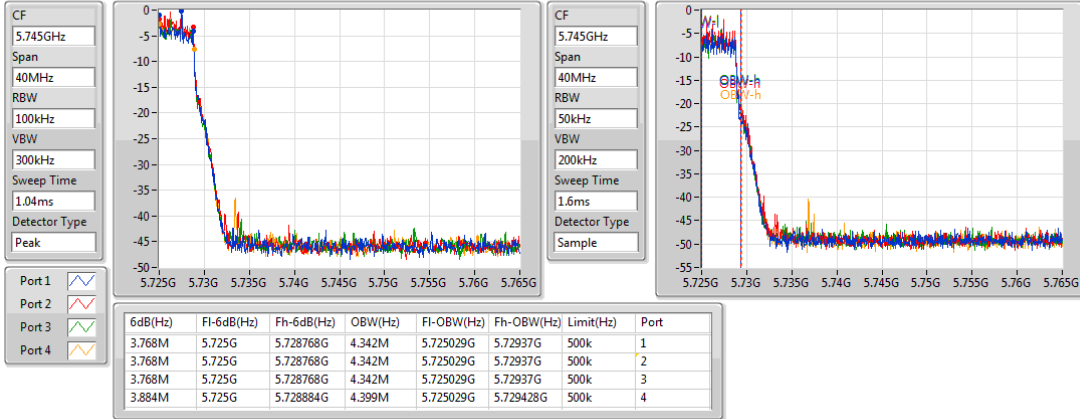 CF
5.745GHz
Span
40MHz
RBW
100kHz
VBW
300kHz
Sweep Time
1.04ms
Detector Type
Peak
0
-5
-10
-15
-20
-25
-30
-35
-40
-45
-50
5.725G 5.73G 5.735G 5.74G 5.745G 5.75G 5.755G 5.76G 5.765G
CF
5.745GHz
Span
40MHz
RBW
50kHz
VBW
200kHz
Sweep Time
1.6ms
Detector Type
Sample
0
-5
-10
-15
-20
-25
-30
-35
-40
-45
-50
-55
OBW-h
OBW-h
5.725G 5.73G 5.735G 5.74G 5.745G 5.75G 5.755G 5.76G 5.765G
Port 1
Port 2
Port 3
Port 4
6dB(Hz) Fl-6dB(Hz) Fh-6dB(Hz) OBW(Hz) Fl-OBW(Hz) Fh-OBW(Hz) Limit(Hz) Port
3.768M 5.725G 5.728768G 4.342M 5.725029G 5.72937G 500k 1
3.768M 5.725G 5.728768G 4.342M 5.725029G 5.72937G 500k 2
3.768M 5.725G 5.728768G 4.342M 5.725029G 5.72937G 500k 3
3.884M 5.725G 5.728884G 4.399M 5.725029G 5.729428G 500k 4